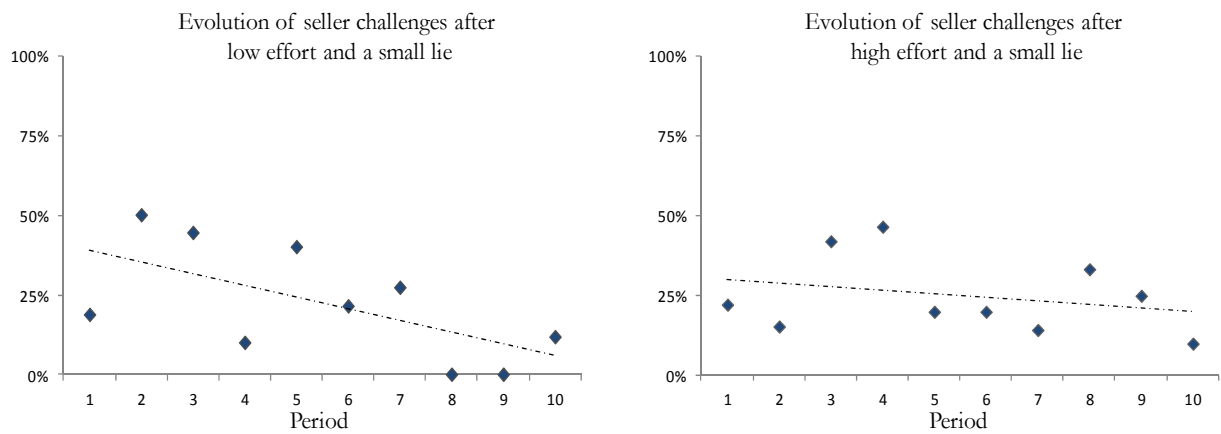 Evolution of seller challenges after
low effort and a small lie
100%
75%
50%
25%
0%
1 2 3 4 5 6 7 8 9 10
Period
Evolution of seller challenges after
high effort and a small lie
100%
75%
50%
25%
0%
1 2 3 4 5 6 7 8 9 10
Period